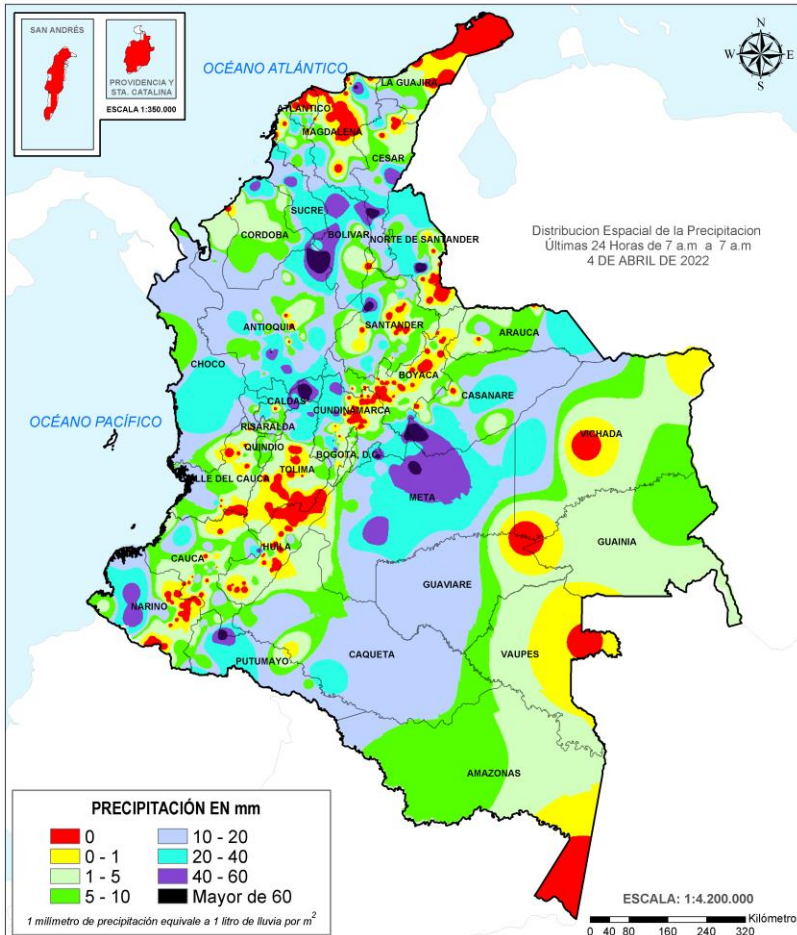 SAN ANDRÉS
PROVIDENCIA Y
STA. CATALINA
ESCALA 1:350.000
N
W E
S
OCÉANO ATLÁNTICO
LA GUAJIRA
ATLANTICO
MAGDALENA
CESAR
SUCRE
BOLIVAR
NORTE DE SANTANDER
CORDOBA
Distribucion Espacial de la Precipitacion
Últimas 24 Horas de 7 a.m a 7 a.m
4 DE ABRIL DE 2022
ANTIOQUIA
SANTANDER
ARAUCA
CHOCO
BOYACA
CASANARE
CALDAS
CUNDINAMARCA
OCÉANO PACÍFICO
RISARALDA
VICHADA
QUINDIO
BOGOTA, D.C
TOLIMA
VALLE DEL CAUCA
META
GUAINIA
HUILA
CAUCA
GUAVIARE
NARINO
CAQUETA
VAUPES
PUTUMAYO
AMAZONAS
PRECIPITACIÓN EN mm
0 10 - 20
0 - 1 20 - 40
1 - 5 40 - 60
5 - 10 Mayor de 60
1 milímetro de precipitación equivale a 1 litro de lluvia por m²
ESCALA: 1:4.200.000
Kilómetro
0 40 80 160 240 320